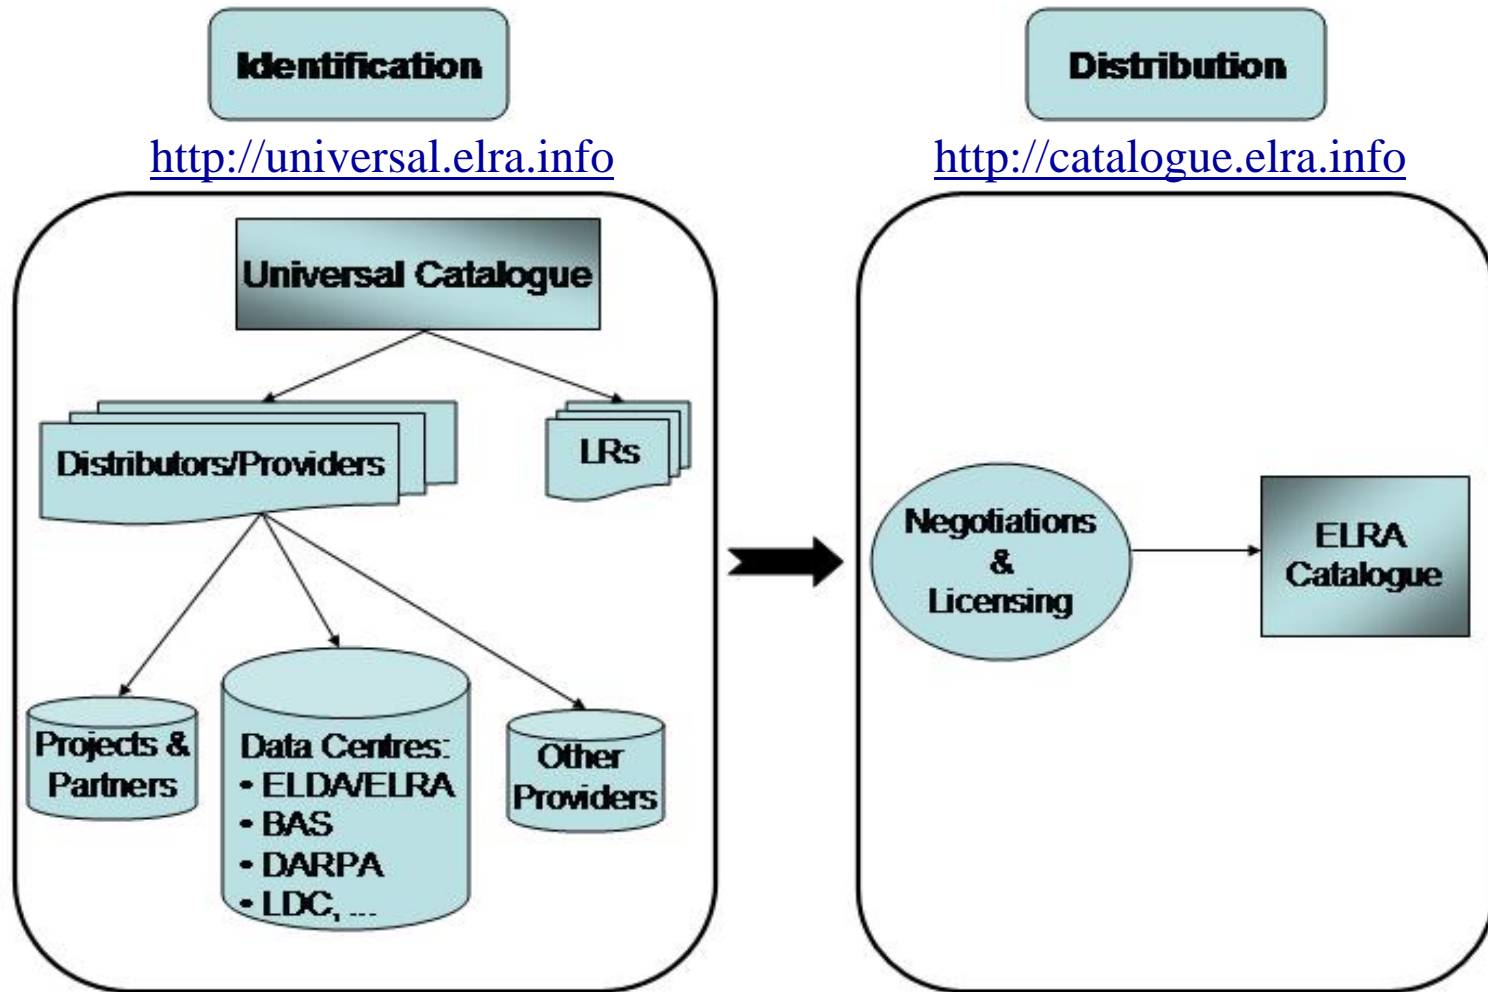 Identification
Distribution
http://universal.elra.info
http://catalogue.elra.info
Universal Catalogue
Distributors/Providers
LRs
Projects &
Partners
Data Centres:
• ELDA/ELRA
• BAS
• DARPA
• LDC, ...
Other
Providers
Negotiations
&
Licensing
ELRA
Catalogue